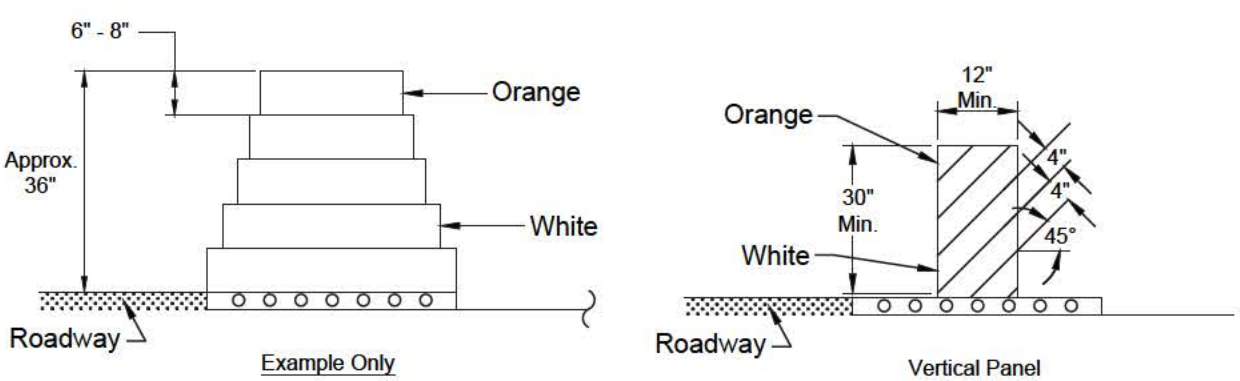 6" - 8"
Orange
Approx.
36"
White
Roadway
Example Only
12"
Min.
Orange
4"
4"
30"
Min.
45°
White
Roadway
Vertical Panel